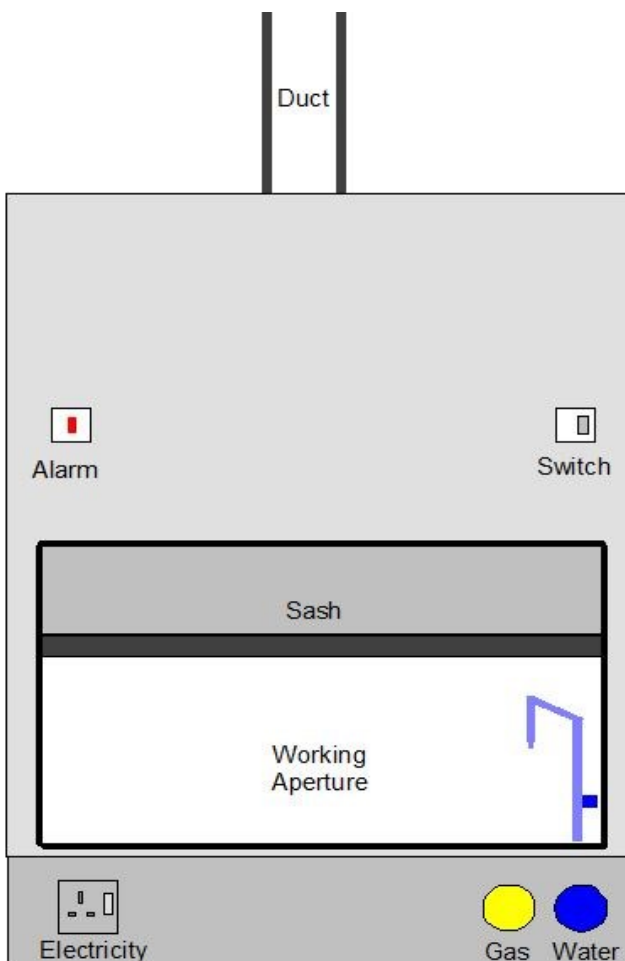 Duct
Alarm
Switch
Sash
Working
Aperture
Electricity
Gas
Water